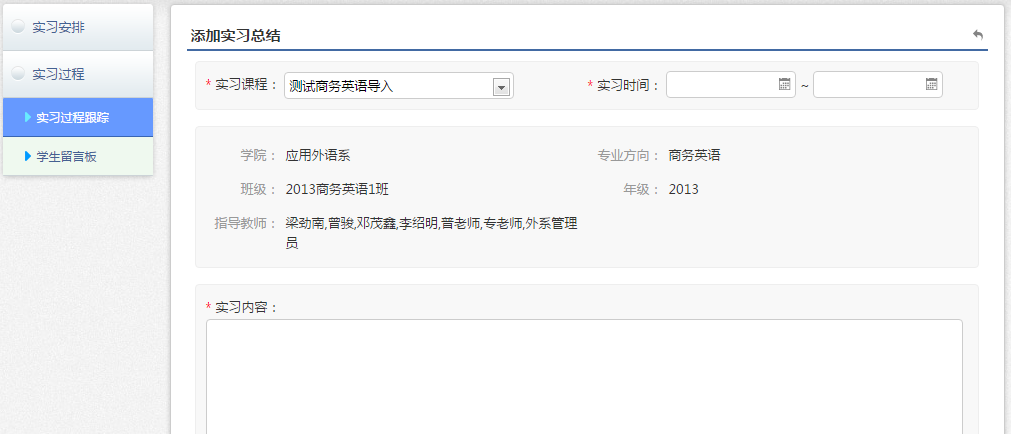 实习安排
实习过程
实习过程跟踪
学生留言板
添加实习总结
* 实习课程： 测试商务英语导入 * 实习时间： ~
学院： 应用外语系 专业方向： 商务英语
班级： 2013商务英语1班 年级： 2013
指导教师： 梁劲南,曾骏,邓茂鑫,李绍明,普老师,专老师,外系管理
员
* 实习内容：